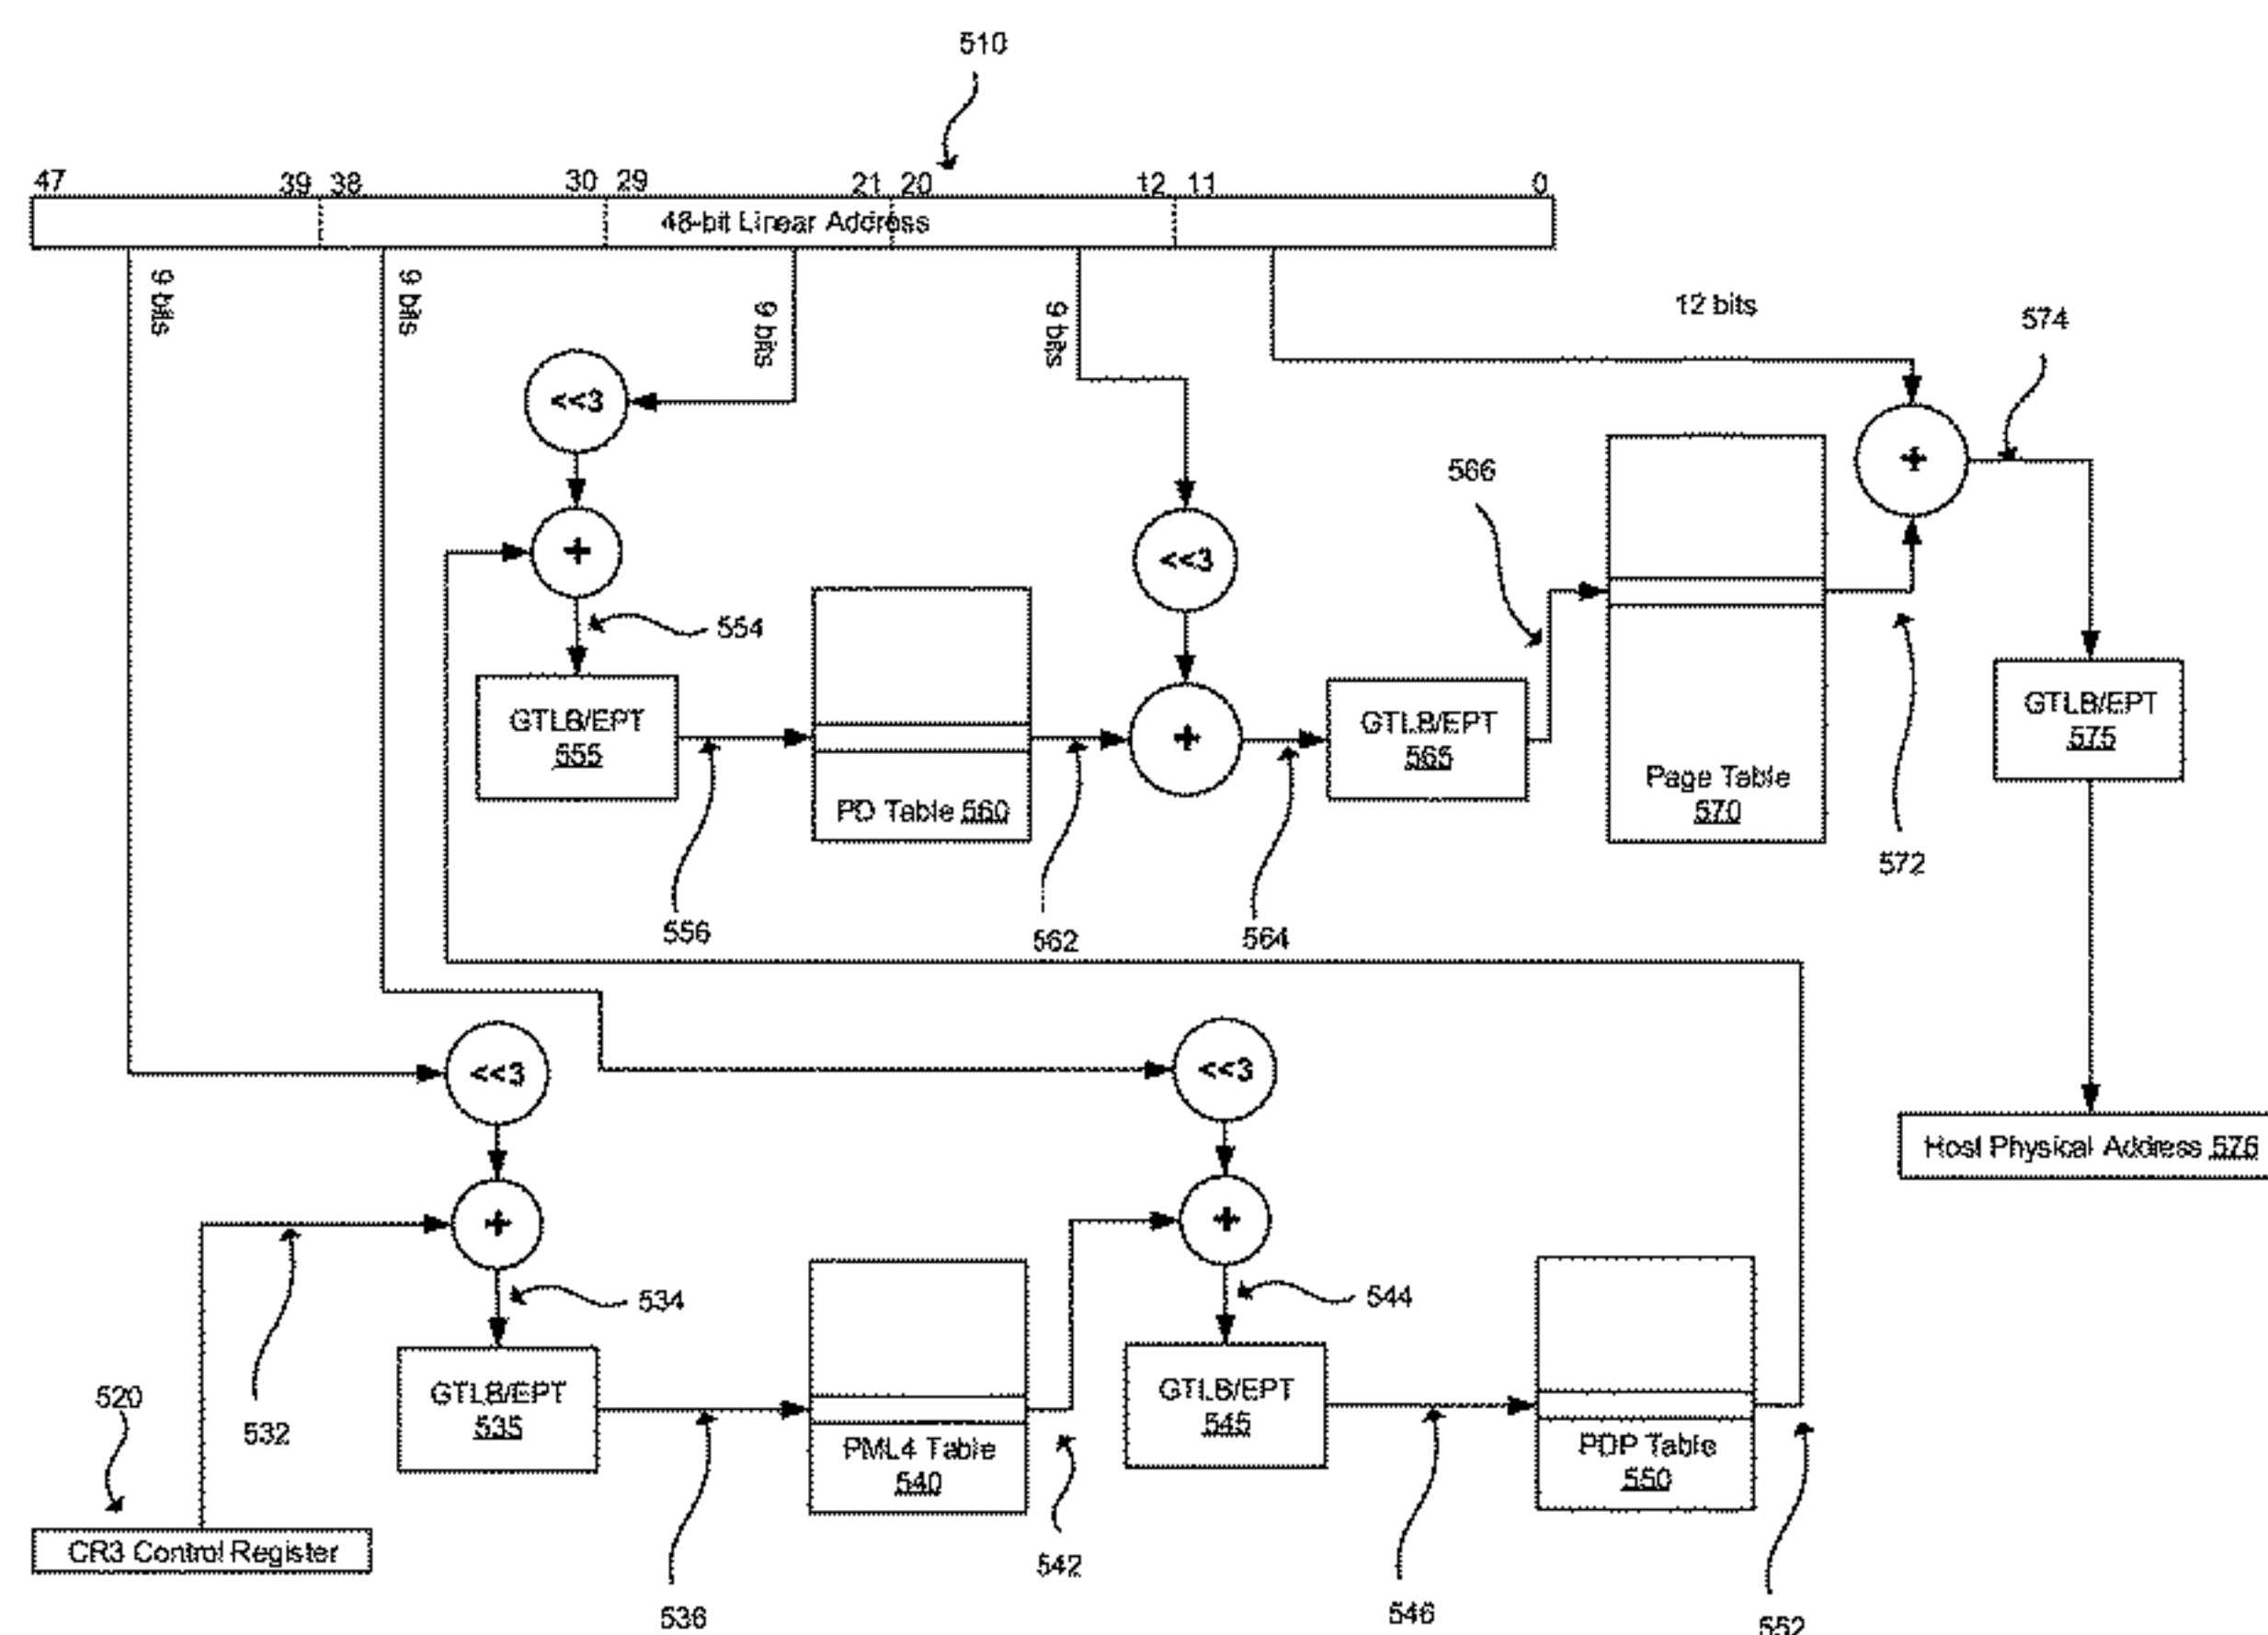 510
47 39 38 30 29 21 20 12 11 0
48-bit Linear Address
9 bits
9 bits
9 bits
9 bits
12 bits
574
<<3
+
566
+
<<3
554
GTLB/EPT
555
PD Table 560
+
GTLB/EPT
565
Page Table
570
GTLB/EPT
575
572
556
562
564
<<3
<<3
Host Physical Address 576
+
+
534
544
520
532
GTLB/EPT
535
PML4 Table
540
GTLB/EPT
545
PDP Table
550
CR3 Control Register
542
536
546
552